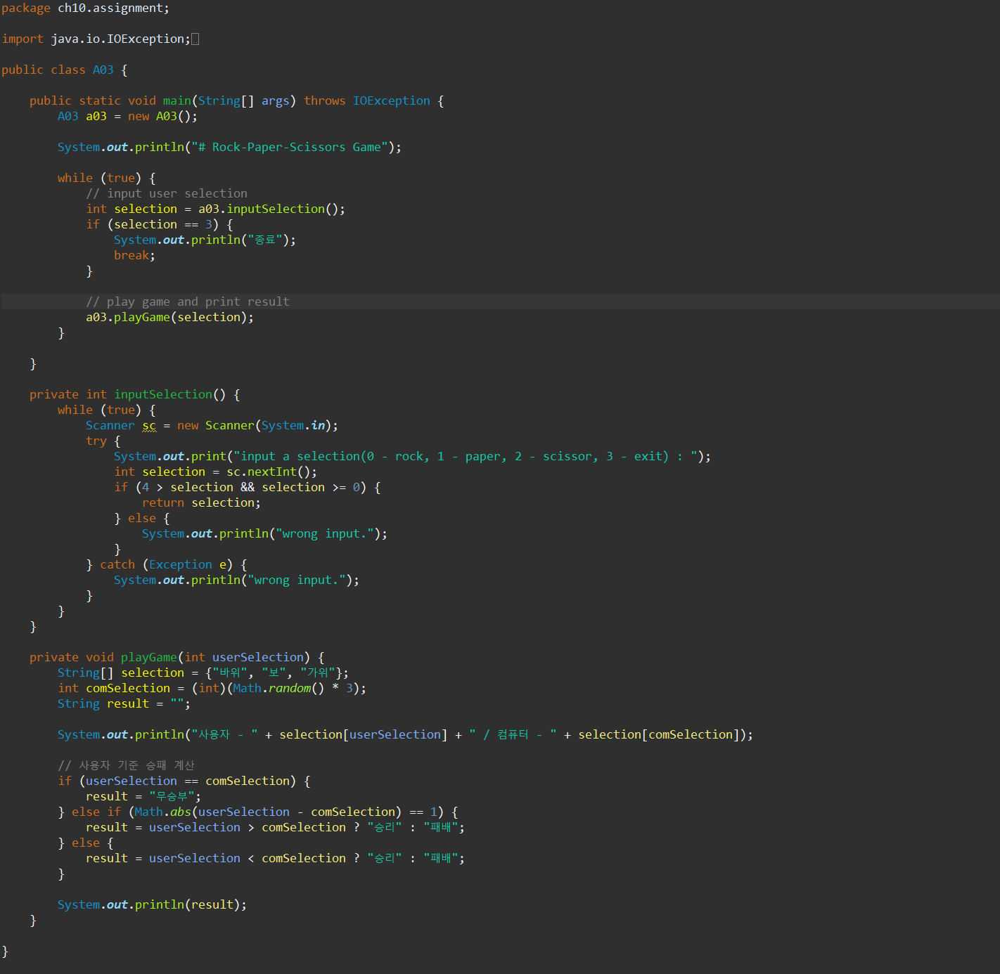 package ch10.assignment;
import java.io.IOException;
public class A03 {
public static void main(String[] args) throws IOException {
A03 a03 = new A03();
System.out.println("# Rock-Paper-Scissors Game");
while (true) {
// input user selection
int selection = a03.inputSelection();
if (selection == 3) {
System.out.println("종료");
break;
}
// play game and print result
a03.playGame(selection);
}
}
private int inputSelection() {
while (true) {
Scanner sc = new Scanner(System.in);
try {
System.out.print("input a selection(0 - rock, 1 - paper, 2 - scissor, 3 - exit) : ");
int selection = sc.nextInt();
if (4 > selection && selection >= 0) {
return selection;
} else {
System.out.println("wrong input.");
}
} catch (Exception e) {
System.out.println("wrong input.");
}
}
}
private void playGame(int userSelection) {
String[] selection = {"바위", "보", "가위"};
int comSelection = (int)(Math.random() * 3);
String result = "";
System.out.println("사용자 - " + selection[userSelection] + " / 컴퓨터 - " + selection[comSelection]);
// 사용자 기준 승패 계산
if (userSelection == comSelection) {
result = "무승부";
} else if (Math.abs(userSelection - comSelection) == 1) {
result = userSelection > comSelection ? "승리" : "패배";
} else {
result = userSelection < comSelection ? "승리" : "패배";
}
System.out.println(result);
}
}